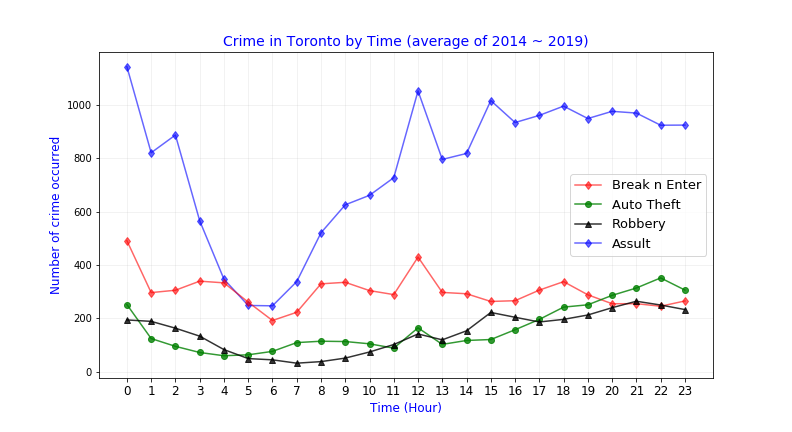 Crime in Toronto by Time (average of 2014 ~ 2019)
Number of crime occurred
1000
800
600
400
200
0
Break n Enter
Auto Theft
Robbery
Assult
0 1 2 3 4 5 6 7 8 9 10 11 12 13 14 15 16 17 18 19 20 21 22 23
Time (Hour)